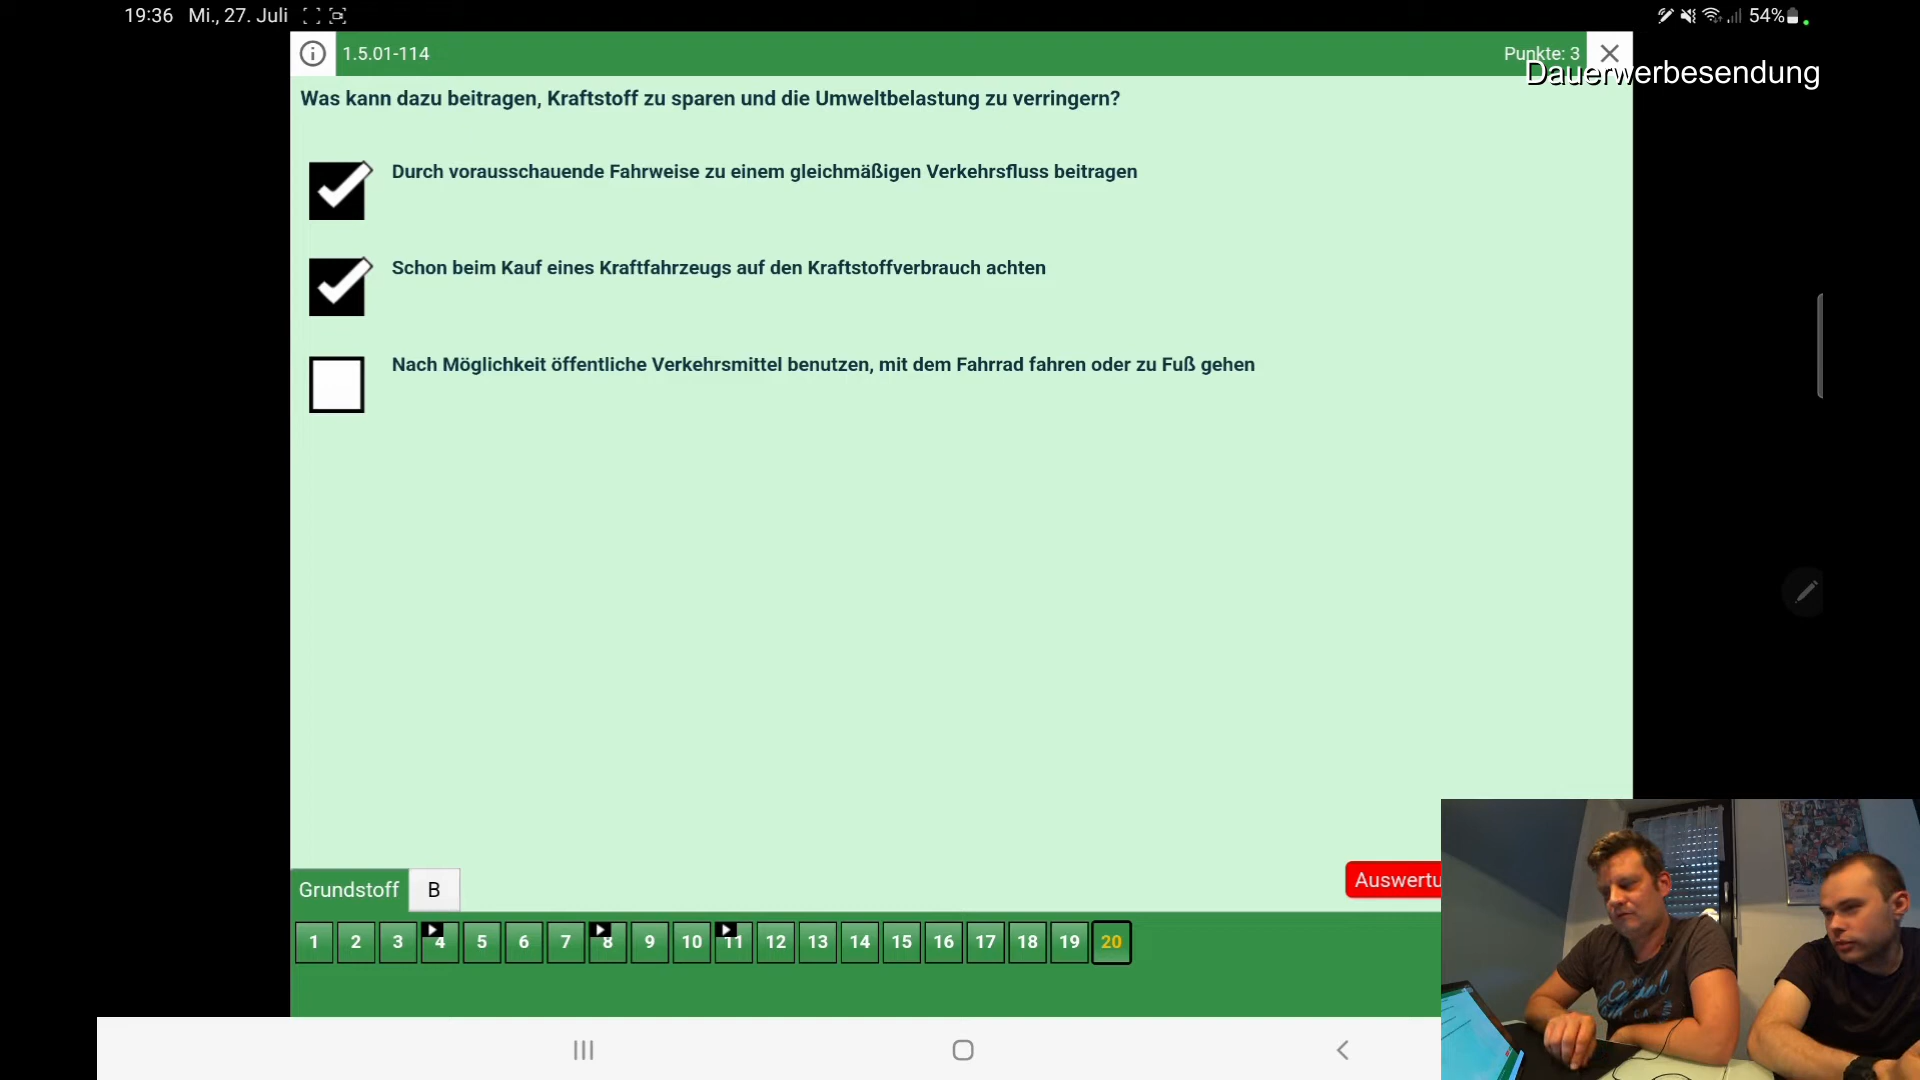 19:36 Mi., 27. Juli
54%
1.5.01-114
Punkte: 3
Dauerwerbesendung
Was kann dazu beitragen, Kraftstoff zu sparen und die Umweltbelastung zu verringern?
Durch vorausschauende Fahrweise zu einem gleichmäßigen Verkehrsfluss beitragen
Schon beim Kauf eines Kraftfahrzeugs auf den Kraftstoffverbrauch achten
Nach Möglichkeit öffentliche Verkehrsmittel benutzen, mit dem Fahrrad fahren oder zu Fuß gehen
Auswertu
Grundstoff B
1 2 3 4 5 6 7 8 9 10 11 12 13 14 15 16 17 18 19 20